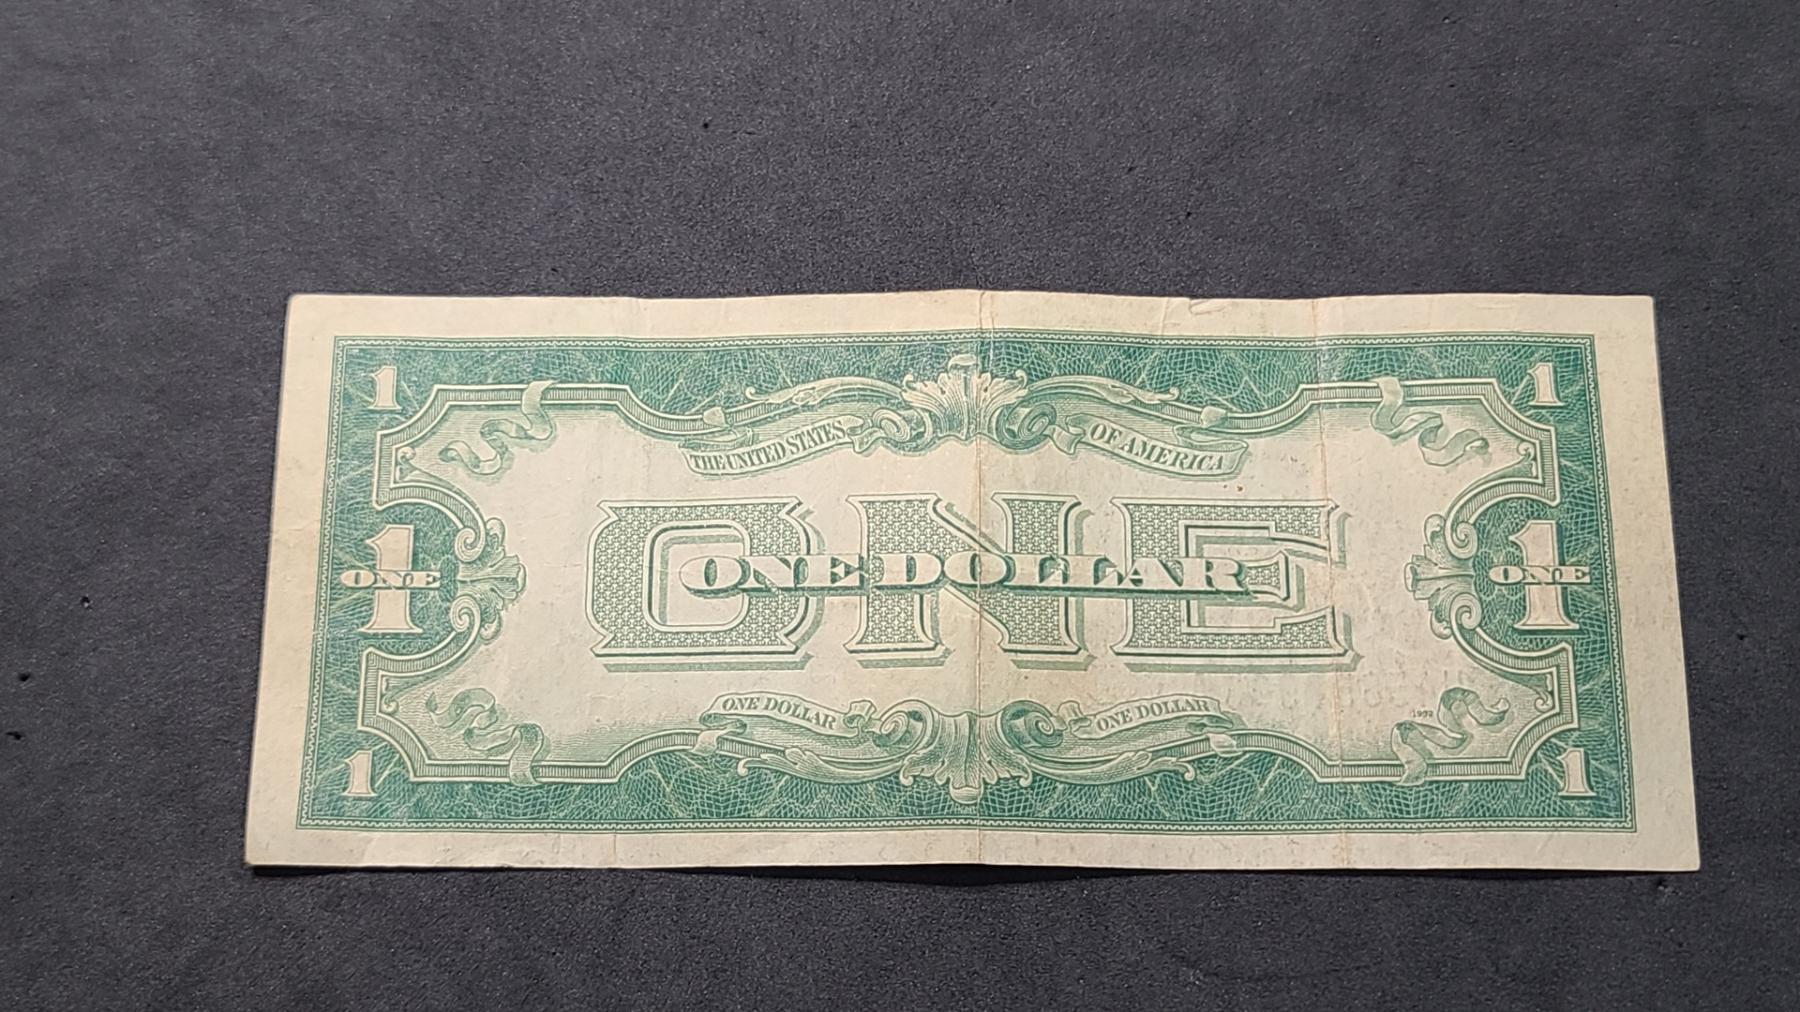 1 1
THE UNITED STATES OF AMERICA
ONE
ONE DOLLAR
1 ONE 1 ONE
ONE DOLLAR ONE DOLLAR
1992
1 1